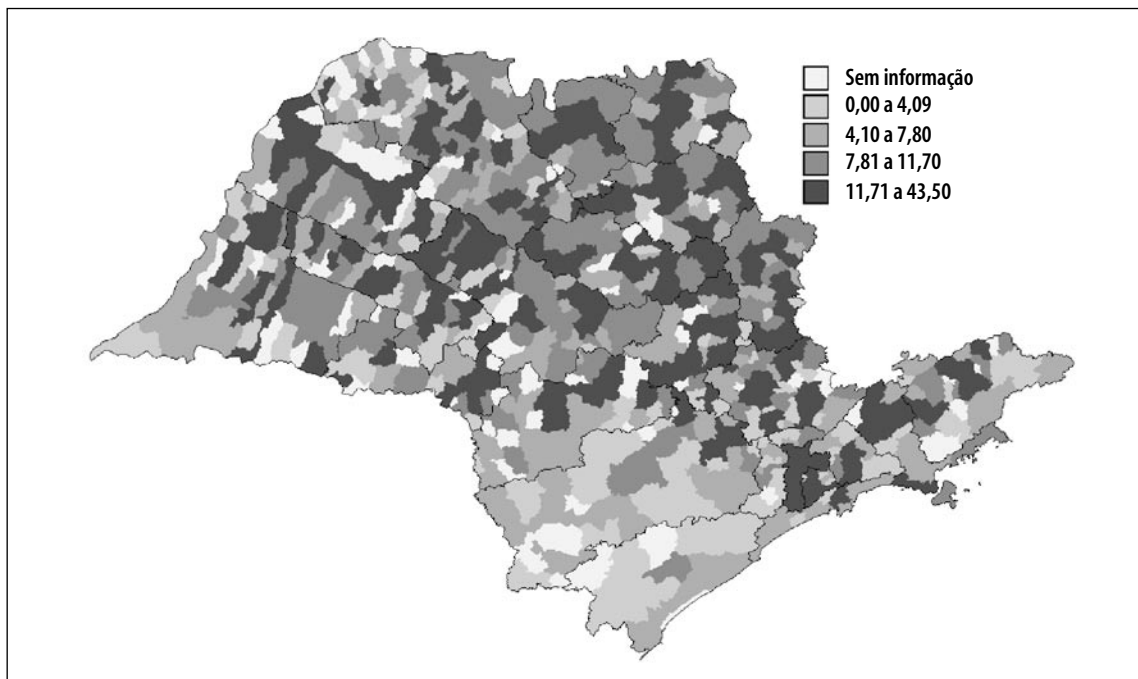 Sem informação
0,00 a 4,09
4,10 a 7,80
7,81 a 11,70
11,71 a 43,50